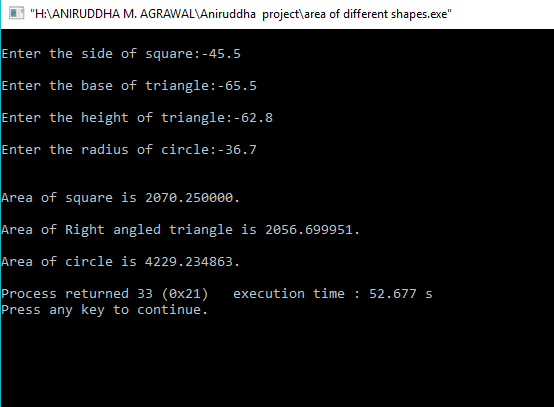 "H:\ANIRUDDHA M. AGRAWAL\Aniruddha  project\area of different shapes.exe"
Enter the side of square:-45.5
Enter the base of triangle:-65.5
Enter the height of triangle:-62.8
Enter the radius of circle:-36.7
Area of square is 2070.250000.
Area of Right angled triangle is 2056.699951.
Area of circle is 4229.234863.
Process returned 33 (0x21)   execution time : 52.677 s
Press any key to continue.